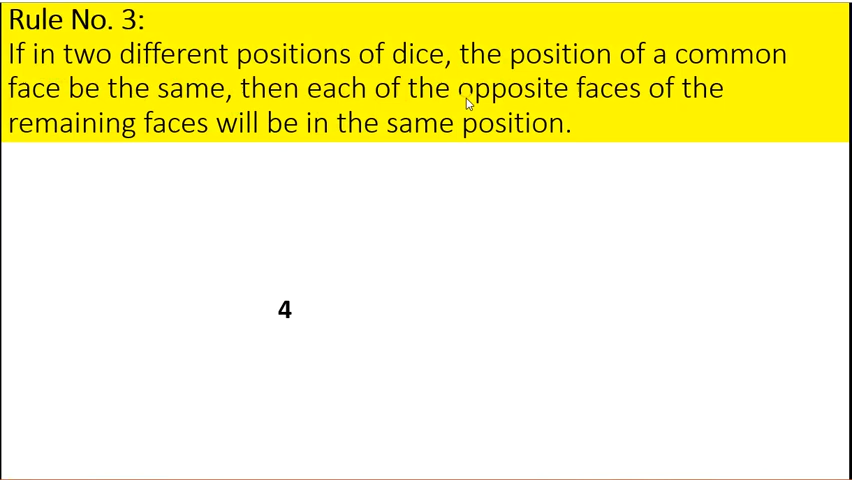 Rule No. 3:
If in two different positions of dice, the position of a common
face be the same, then each of the opposite faces of the
remaining faces will be in the same position.
4